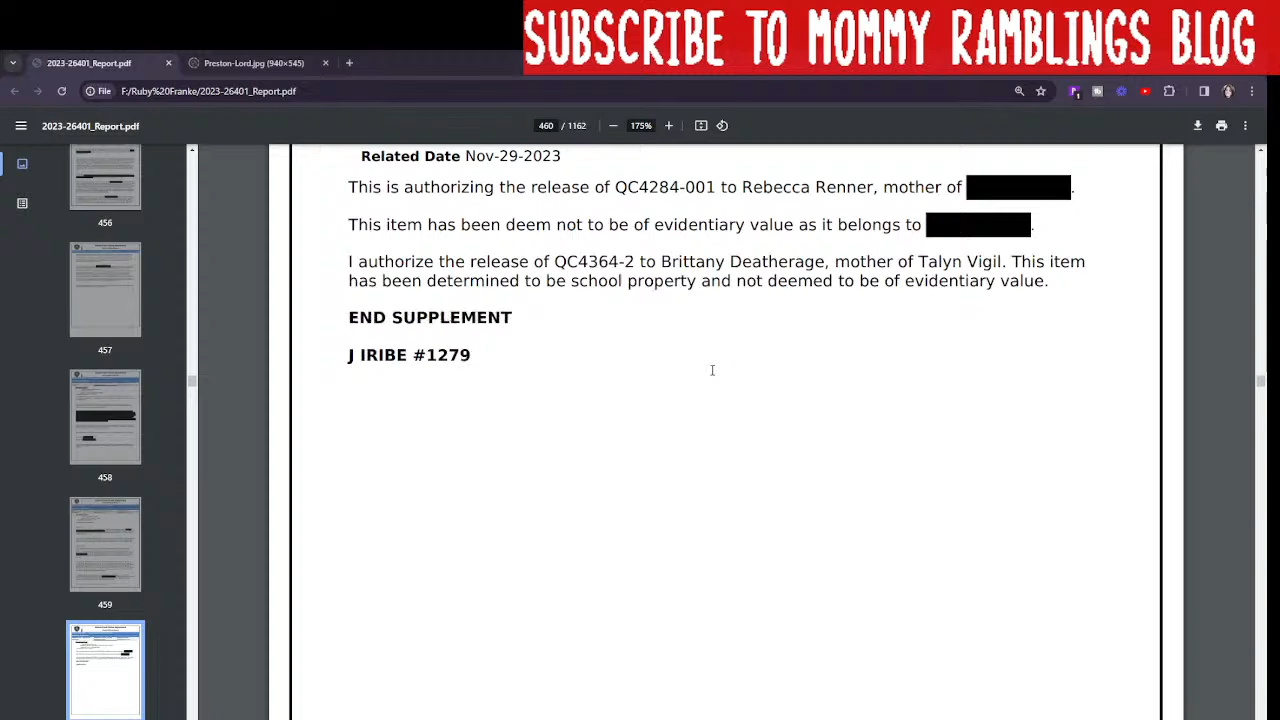 SUBSCRIBE TO MOMMY RAMBLINGS BLOG
2023-26401_Report.pdf
Preston-Lord.jpg (940×545)
File F:/Ruby%20Franke/2023-26401_Report.pdf
2023-26401_Report.pdf
460 / 1162
175%
Related Date Nov-29-2023
This is authorizing the release of QC4284-001 to Rebecca Renner, mother of .
This item has been deem not to be of evidentiary value as it belongs to .
I authorize the release of QC4364-2 to Brittany Deatherage, mother of Talyn Vigil. This item
has been determined to be school property and not deemed to be of evidentiary value.
END SUPPLEMENT
J IRIBE #1279
456
457
458
459